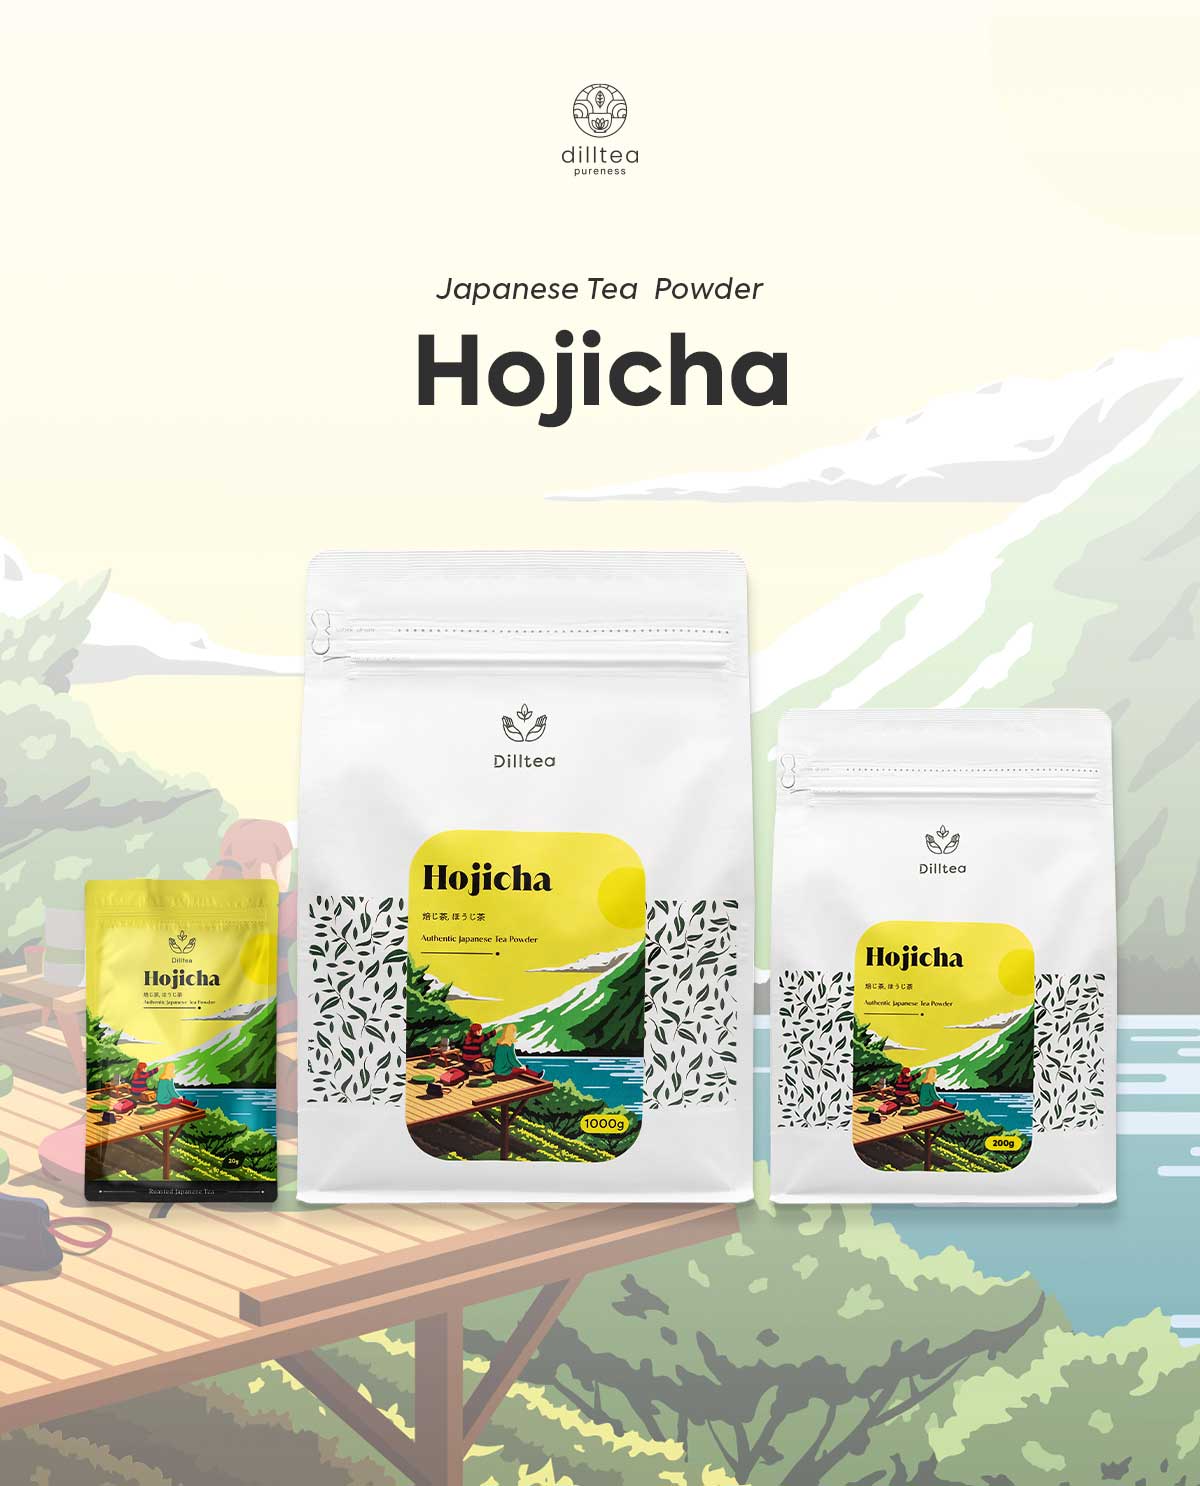 dilltea
pureness
Japanese Tea Powder
Hojicha
Dilltea
Hojicha
焙じ茶, ほうじ茶
Authentic Japanese Tea Powder
20g
Roasted Japanese Tea
Dilltea
Hojicha
焙じ茶, ほうじ茶
Authentic Japanese Tea Powder
1000g
Dilltea
Hojicha
焙じ茶, ほうじ茶
Authentic Japanese Tea Powder
200g